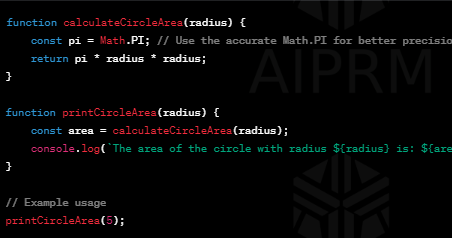 function calculateCircleArea(radius) {
const pi = Math.PI; // Use the accurate Math.PI for better precisio
return pi * radius * radius;
}
AIPRM
function printCircleArea(radius) {
const area = calculateCircleArea(radius);
console.log(`The area of the circle with radius ${radius} is: ${are
}
// Example usage
printCircleArea(5);